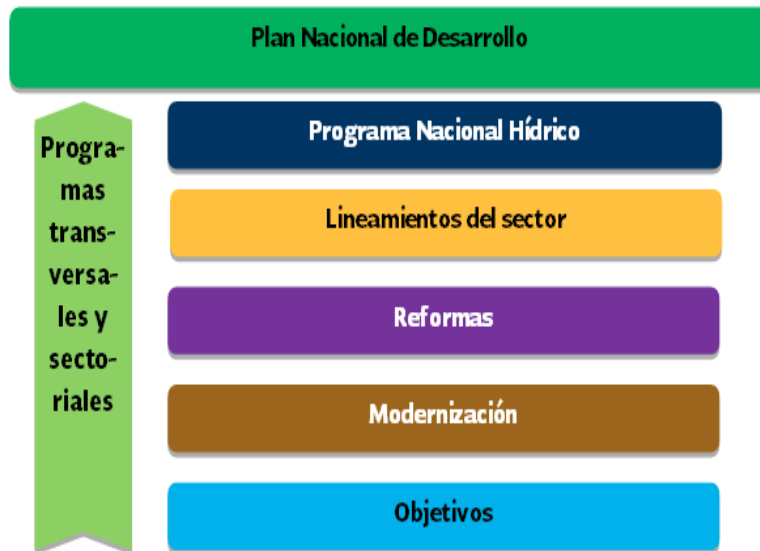 Plan Nacional de Desarrollo
Progra-
mas
trans-
versa-
les y
secto-
riales
Programa Nacional Hídrico
Lineamientos del sector
Reformas
Modernización
Objetivos